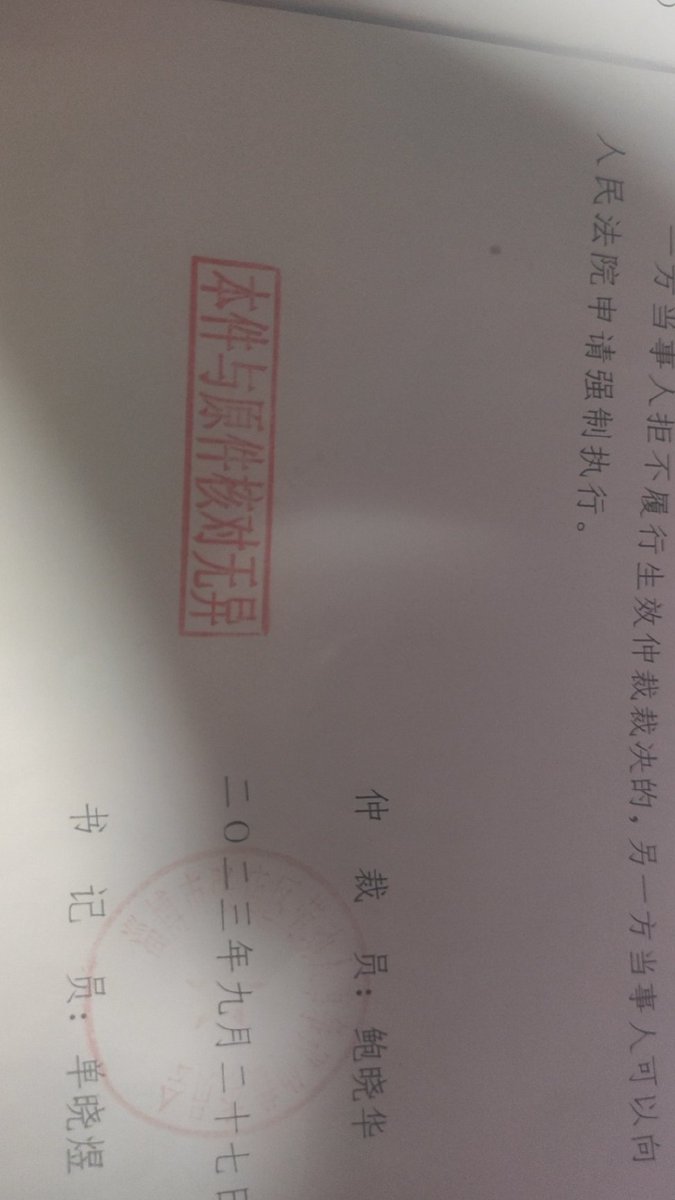 一方当事人拒不履行生效仲裁裁决的，另一方当事人可以向
人民法院申请强制执行。
仲裁员：鲍晓华
本件与原件核对无异
二〇二三年九月二十七日
书记员：单晓煜